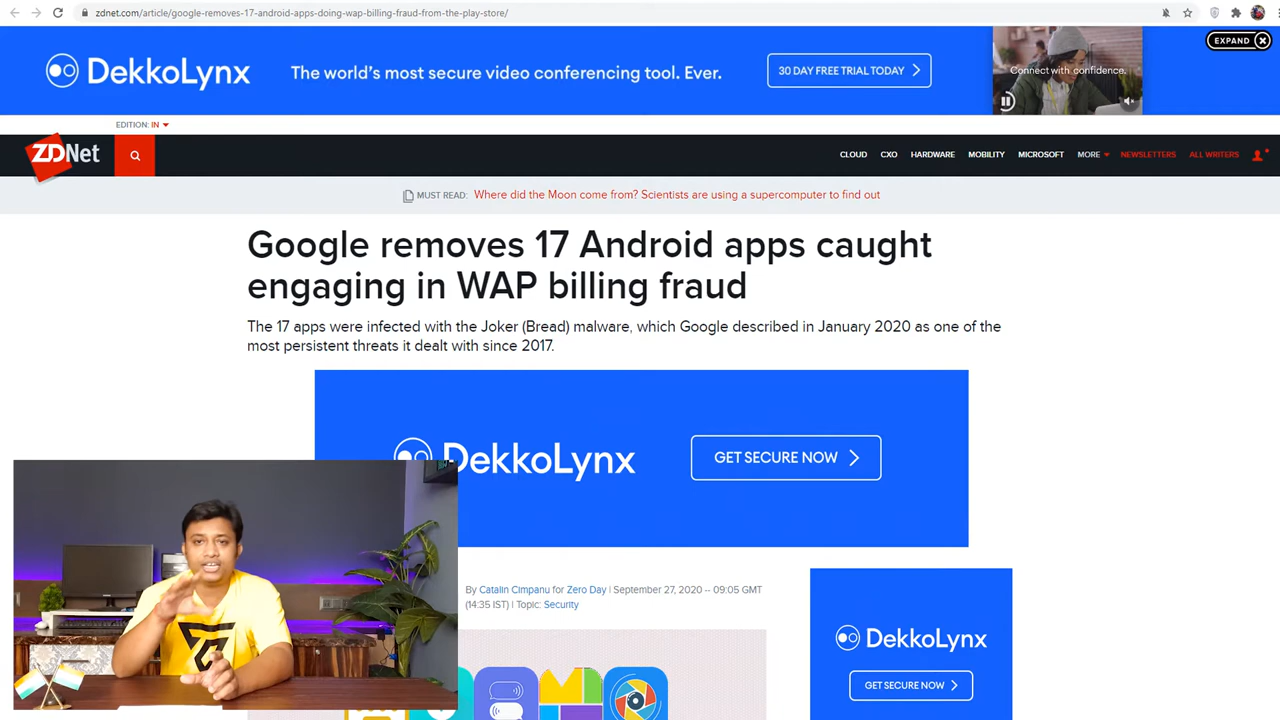 zdnet.com/article/google-removes-17-android-apps-doing-wap-billing-fraud-from-the-play-store/
DekkoLynx
The world's most secure video conferencing tool. Ever.
30 DAY FREE TRIAL TODAY
Connect with confidence.
EXPAND
EDITION: IN
ZDNet
CLOUD CXO HARDWARE MOBILITY MICROSOFT MORE NEWSLETTERS ALL WRITERS
MUST READ: Where did the Moon come from? Scientists are using a supercomputer to find out
Google removes 17 Android apps caught
engaging in WAP billing fraud
The 17 apps were infected with the Joker (Bread) malware, which Google described in January 2020 as one of the
most persistent threats it dealt with since 2017.
DekkoLynx
GET SECURE NOW
By Catalin Cimpanu for Zero Day | September 27, 2020 -- 09:05 GMT
(14:35 IST) | Topic: Security
DekkoLynx
GET SECURE NOW